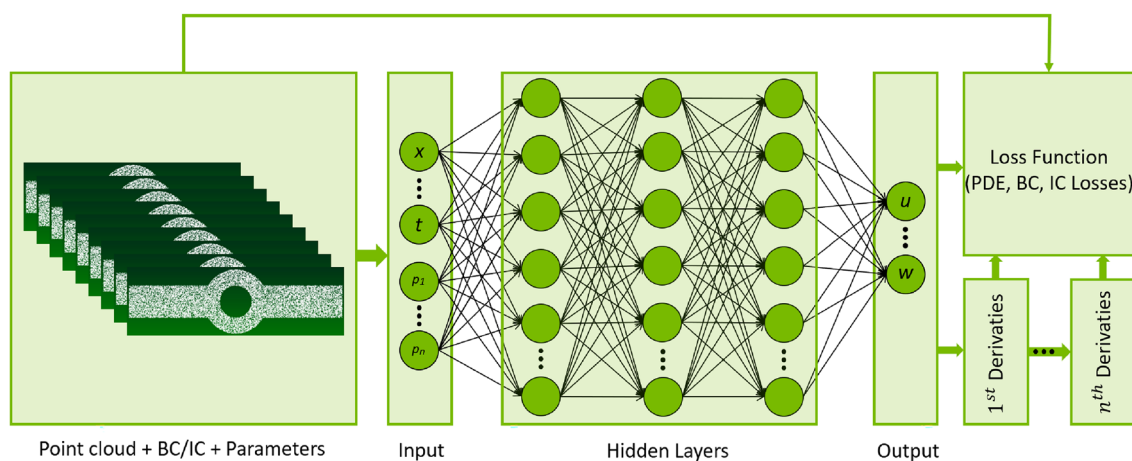 x
t
p1
pn
u
w
Loss Function
(PDE, BC, IC Losses)
1st Derivaties
nth Derivaties
Point cloud + BC/IC + Parameters
Input
Hidden Layers
Output